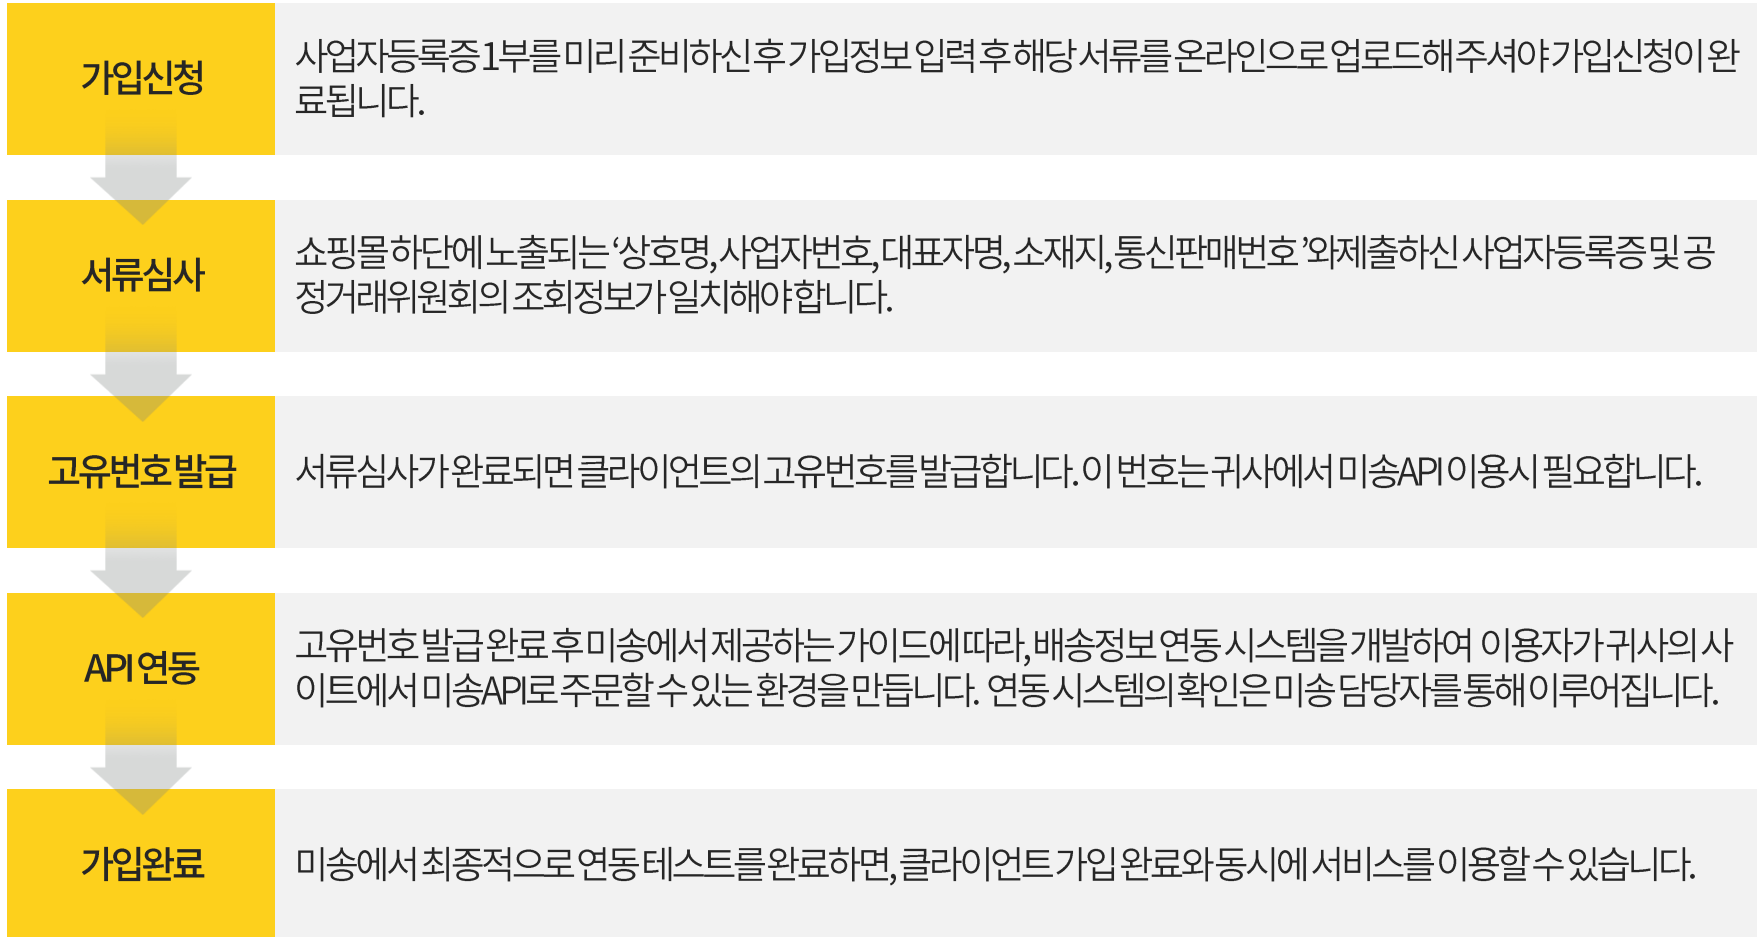 가입신청
사업자등록증 1부를 미리 준비하신 후 가입정보 입력 후 해당 서류를 온라인으로 업로드해 주셔야 가입신청이 완
료됩니다.
서류심사
쇼핑몰 하단에 노출되는 ‘상호명, 사업자번호, 대표자명, 소재지, 통신판매번호 ’와제출하신 사업자등록증 및 공
정거래위원회의 조회정보가 일치해야 합니다.
고유번호 발급
서류심사가 완료되면 클라이언트의 고유번호를 발급합니다. 이 번호는 귀사에서 미송API 이용시 필요합니다.
API 연동
고유번호 발급 완료 후 미송에서 제공하는 가이드에 따라, 배송정보 연동 시스템을 개발하여 이용자가 귀사의 사
이트에서 미송API로 주문할 수 있는 환경을 만듭니다. 연동 시스템의 확인은 미송 담당자를 통해 이루어집니다.
가입완료
미송에서 최종적으로 연동 테스트를 완료하면, 클라이언트 가입 완료와 동시에 서비스를 이용할 수 있습니다.